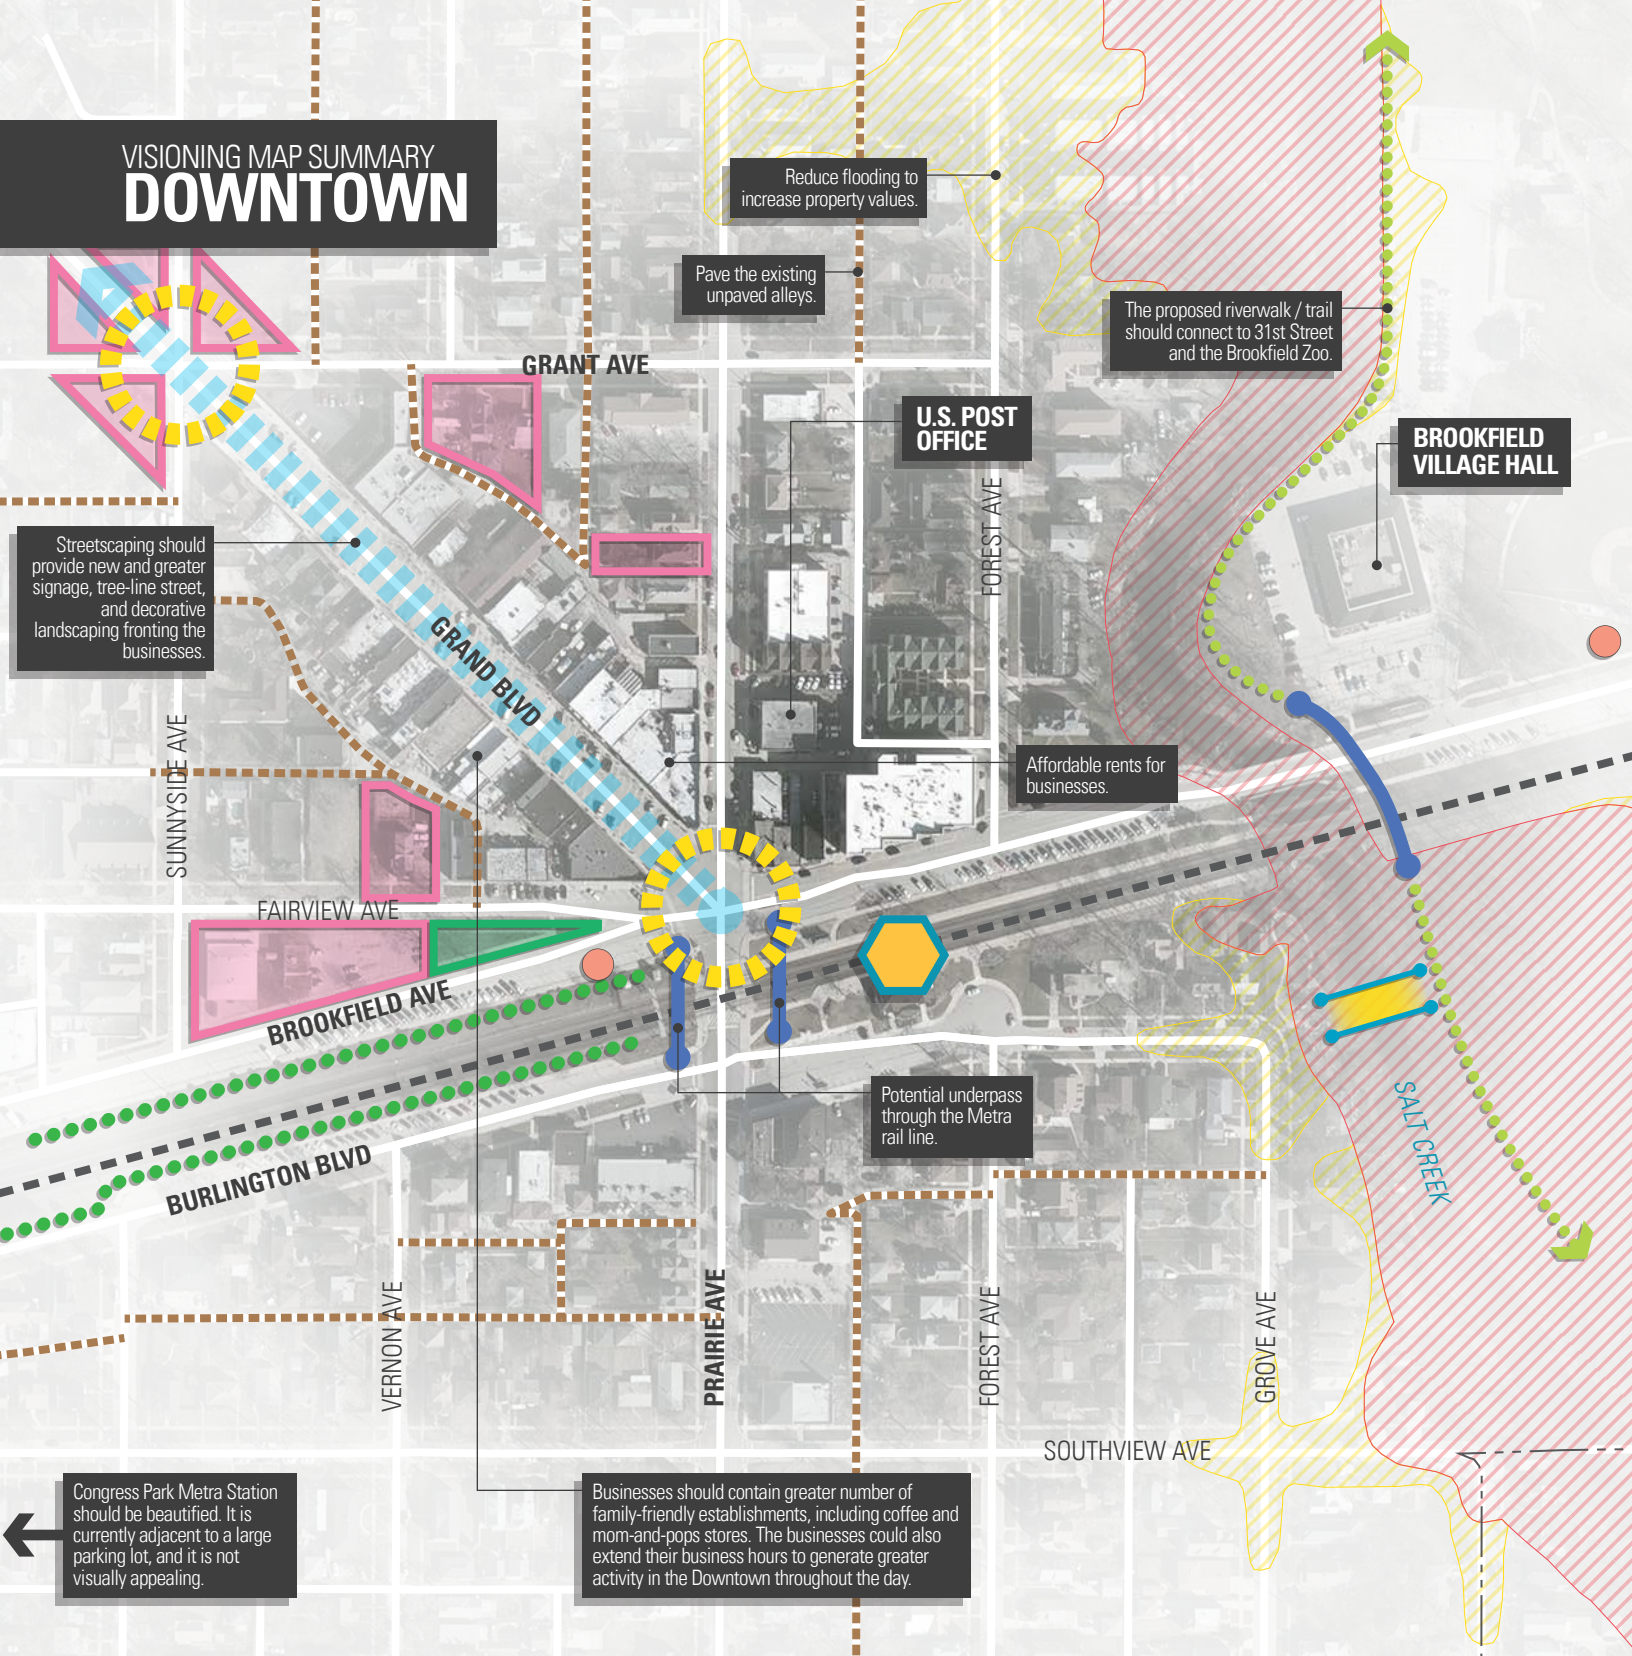 VISIONING MAP SUMMARY
DOWNTOWN
Reduce flooding to
increase property values.
Pave the existing
unpaved alleys.
The proposed riverwalk / trail
should connect to 31st Street
and the Brookfield Zoo.
GRANT AVE
U.S. POST
OFFICE
BROOKFIELD
VILLAGE HALL
FOREST AVE
Streetscaping should
provide new and greater
signage, tree-line street,
and decorative
landscaping fronting the
businesses.
GRAND BLVD
SUNNYSIDE AVE
Affordable rents for
businesses.
FAIRVIEW AVE
BROOKFIELD AVE
BURLINGTON BLVD
Potential underpass
through the Metra
rail line.
SALT CREEK
VERNON AVE
PRAIRIE AVE
FOREST AVE
GROVE AVE
SOUTHVIEW AVE
Congress Park Metra Station
should be beautified. It is
currently adjacent to a large
parking lot, and it is not
visually appealing.
Businesses should contain greater number of
family-friendly establishments, including coffee and
mom-and-pops stores. The businesses could also
extend their business hours to generate greater
activity in the Downtown throughout the day.